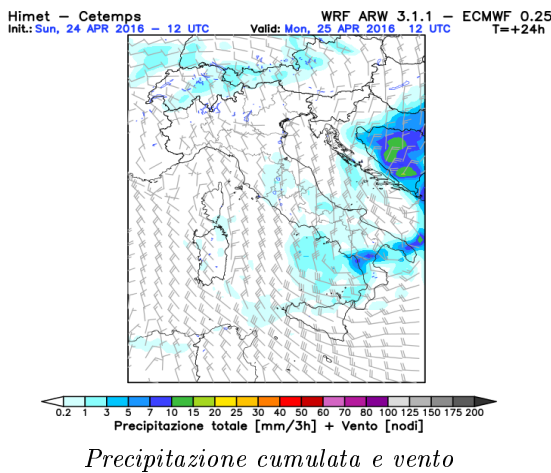 Himet − Cetemps WRF ARW 3.1.1 − ECMWF 0.25
Init.: Sun, 24 APR 2016 − 12 UTC Valid: Mon, 25 APR 2016 12 UTC T=+24h
0.2 1 3 5 7 10 15 20 25 30 40 50 60 70 80 100 125 150 175 200
Precipitazione totale [mm/3h] + Vento [nodi]
Precipitazione cumulata e vento